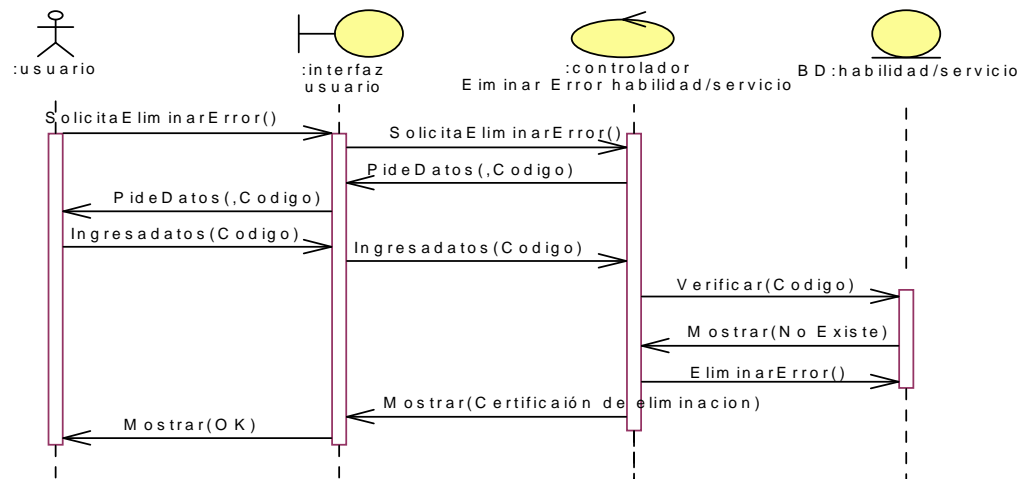 :usuario
:interfaz
usuario
:controlador
Eiminar Error habilidad/servicio
BD:habilidad/servicio
SolicitaEliminarError()
SolicitaEliminarError()
PideDatos(,Codigo)
PideDatos(,Codigo)
Ingresadatos(Codigo)
Ingresadatos(Codigo)
Verificar(Codigo)
Mostrar(No Existe)
EliminarError()
Mostrar(Certificaión de eliminacion)
Mostrar(OK)